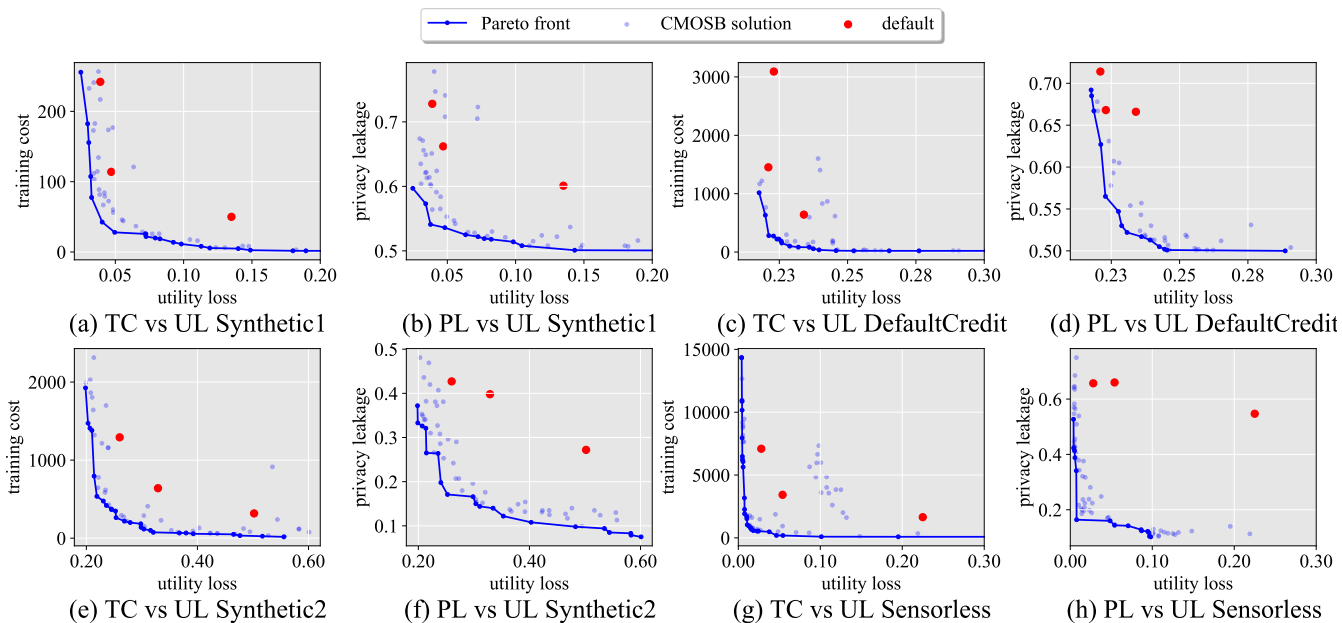 Pareto front CMOSB solution default
training cost
200
100
0
0.05 0.10 0.15 0.20
utility loss
(a) TC vs UL Synthetic1
privacy leakage
0.7
0.6
0.5
0.05 0.10 0.15 0.20
utility loss
(b) PL vs UL Synthetic1
training cost
3000
2000
1000
0
0.23 0.25 0.28 0.30
utility loss
(c) TC vs UL DefaultCredit
privacy leakage
0.70
0.65
0.60
0.55
0.50
0.23 0.25 0.28 0.30
utility loss
(d) PL vs UL DefaultCredit
training cost
2000
1000
0
0.20 0.40 0.60
utility loss
(e) TC vs UL Synthetic2
privacy leakage
0.5
0.4
0.3
0.2
0.1
0.20 0.40 0.60
utility loss
(f) PL vs UL Synthetic2
training cost
15000
10000
5000
0
0.00 0.10 0.20 0.30
utility loss
(g) TC vs UL Sensorless
privacy leakage
0.6
0.4
0.2
0.00 0.10 0.20 0.30
utility loss
(h) PL vs UL Sensorless